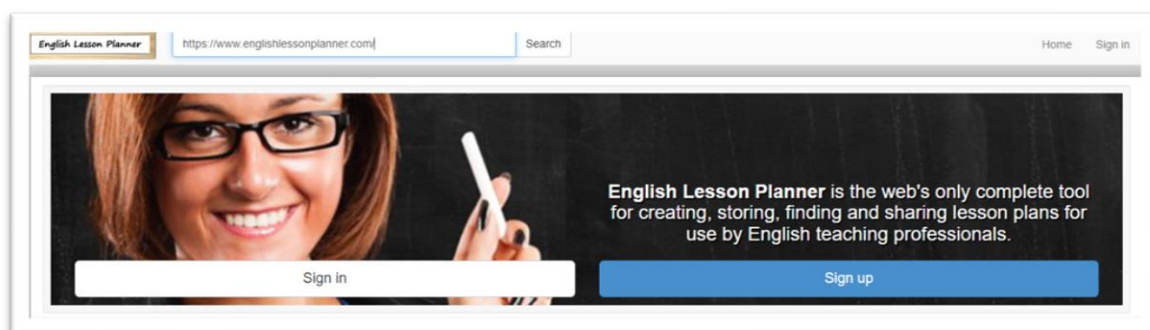 English Lesson Planner
https://www.englishlessonplanner.com/
Search
Home
Sign in
English Lesson Planner is the web's only complete tool
for creating, storing, finding and sharing lesson plans for
use by English teaching professionals.
Sign in
Sign up